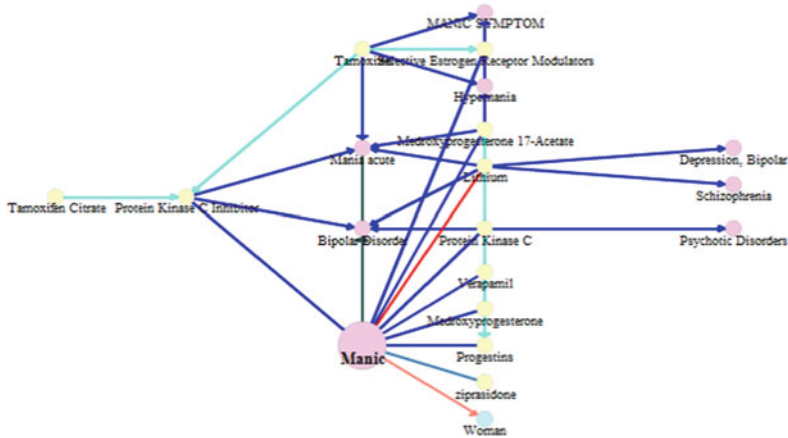 MANIC SYMPTOM
Tamoxifen
Selective Estrogen Receptor Modulators
Hypomania
Medroxyprogesterone 17-Acetate
Mania acute
Lithium
Depression, Bipolar
Schizophrenia
Tamoxifen Citrate
Protein Kinase C Inhibitor
Bipolar Disorder
Protein Kinase C
Psychotic Disorders
Verapamil
Medroxyprogesterone
Manic
Progestins
ziprasidone
Woman